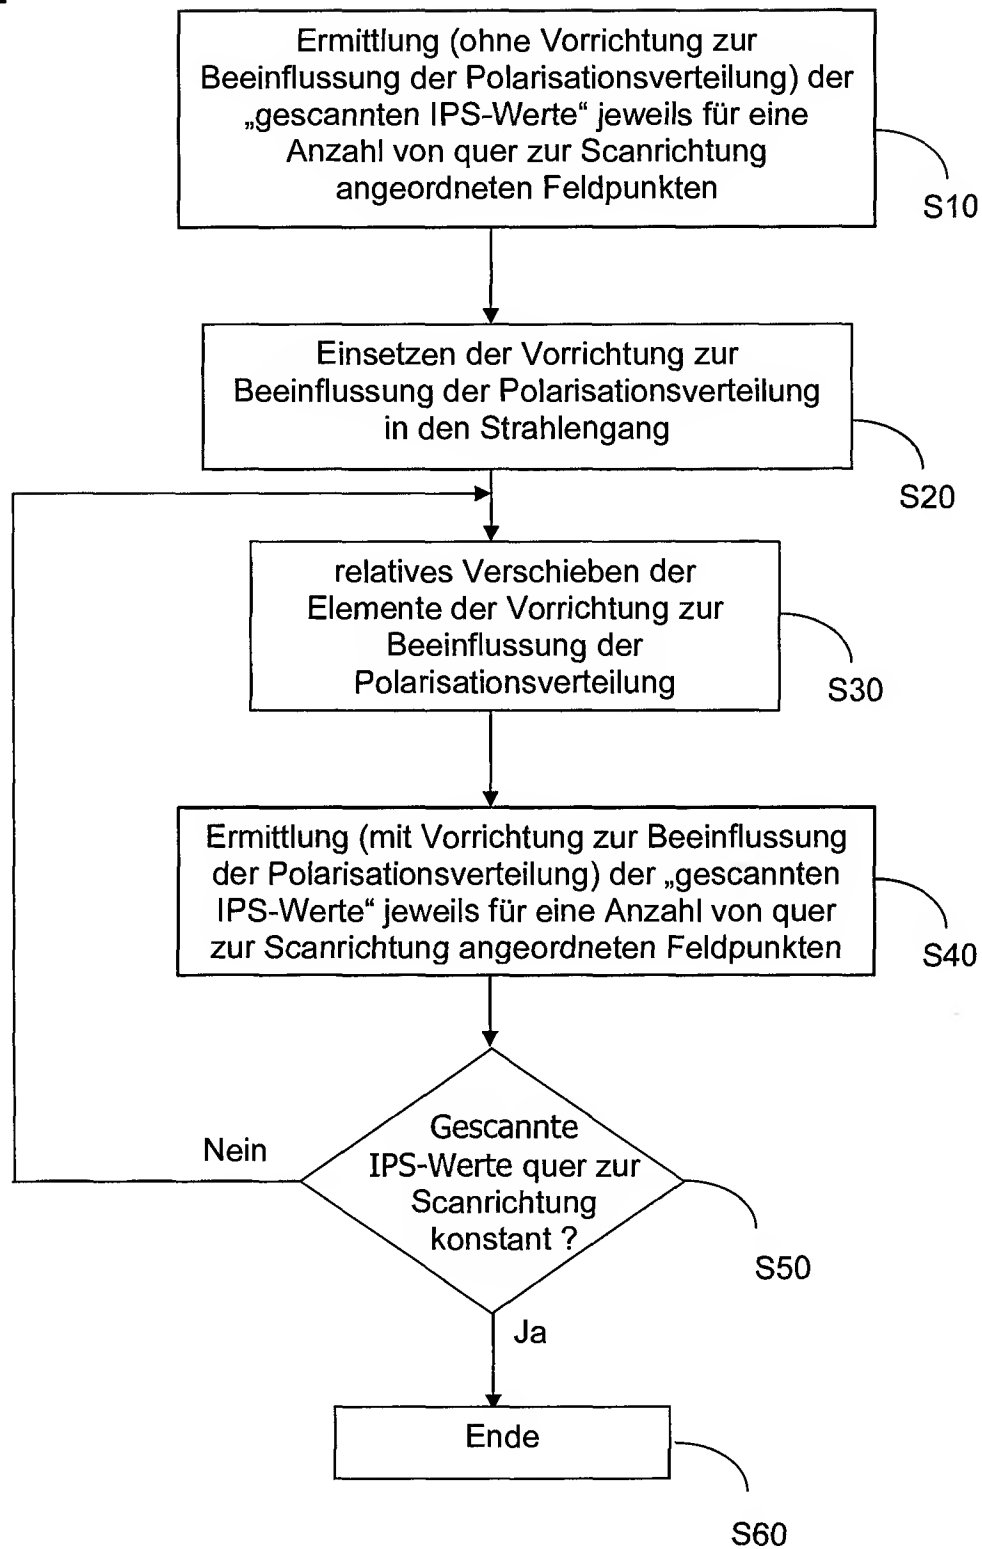 Ermittlung (ohne Vorrichtung zur
Beeinflussung der Polarisationsverteilung) der
„gescannten IPS-Werte“ jeweils für eine
Anzahl von quer zur Scanrichtung
angeordneten Feldpunkten
S10
Einsetzen der Vorrichtung zur
Beeinflussung der Polarisationsverteilung
in den Strahlengang
S20
relatives Verschieben der
Elemente der Vorrichtung zur
Beeinflussung der
Polarisationsverteilung
S30
Ermittlung (mit Vorrichtung zur Beeinflussung
der Polarisationsverteilung) der „gescannten
IPS-Werte“ jeweils für eine Anzahl von quer
zur Scanrichtung angeordneten Feldpunkten
S40
Gescannte
IPS-Werte quer zur
Scanrichtung
konstant ?
Nein
S50
Ja
Ende
S60